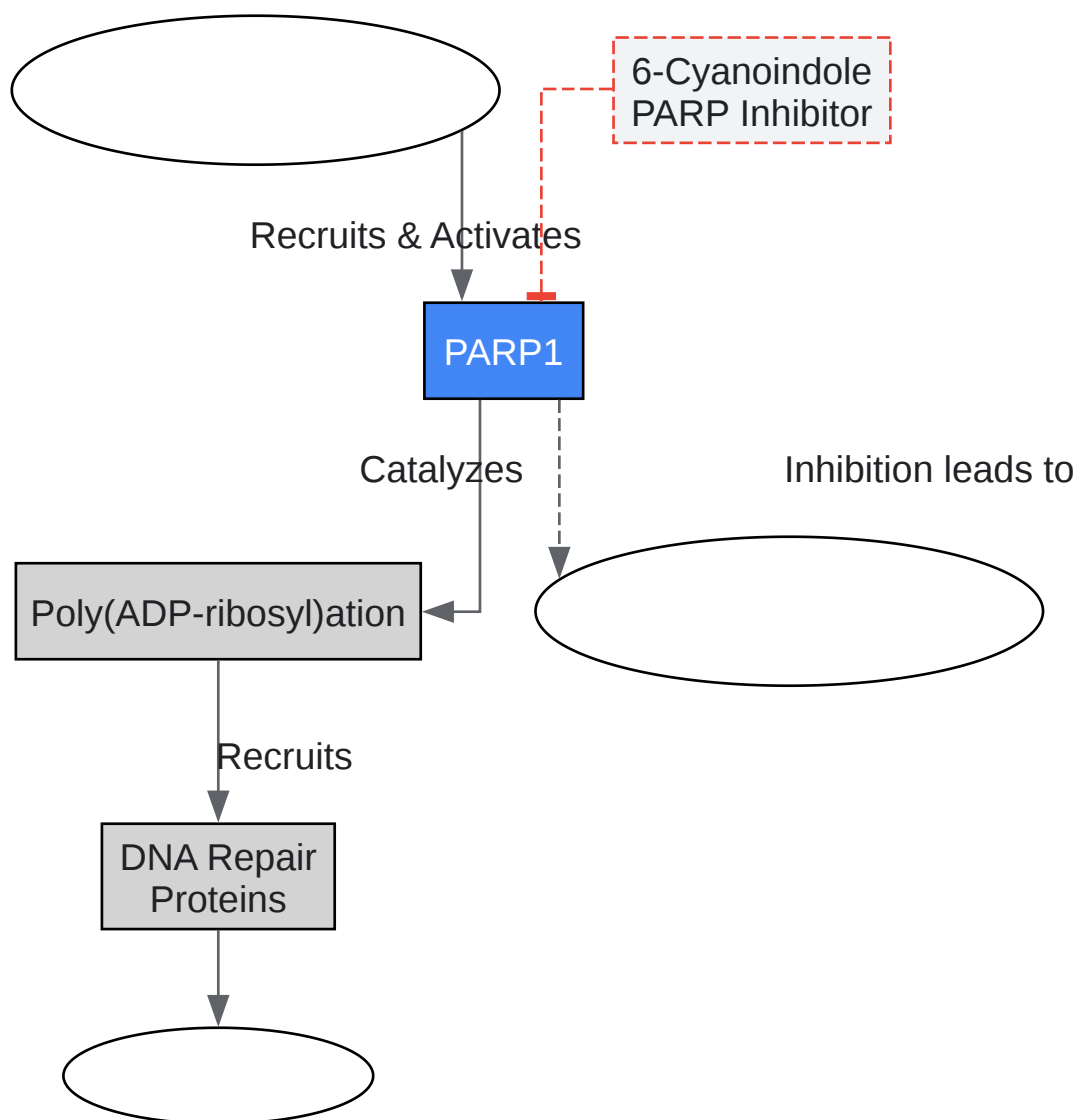 6-Cyanoindole
PARP Inhibitor
Recruits & Activates
PARP1
Catalyzes
Inhibition leads to
Poly(ADP-ribosyl)ation
Recruits
DNA Repair
Proteins